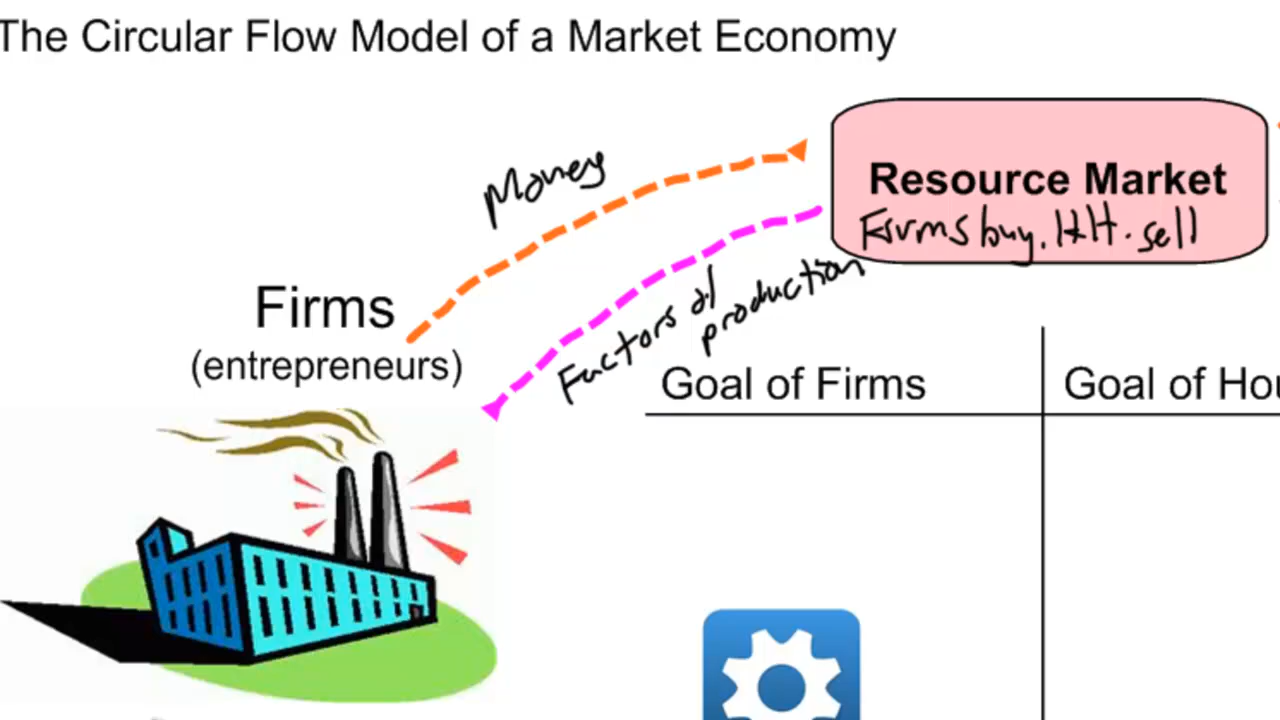 The Circular Flow Model of a Market Economy
Money
Resource Market
Firms buy. HH. sell
Factors of
production
Firms
(entrepreneurs)
Goal of Firms
Goal of Hou